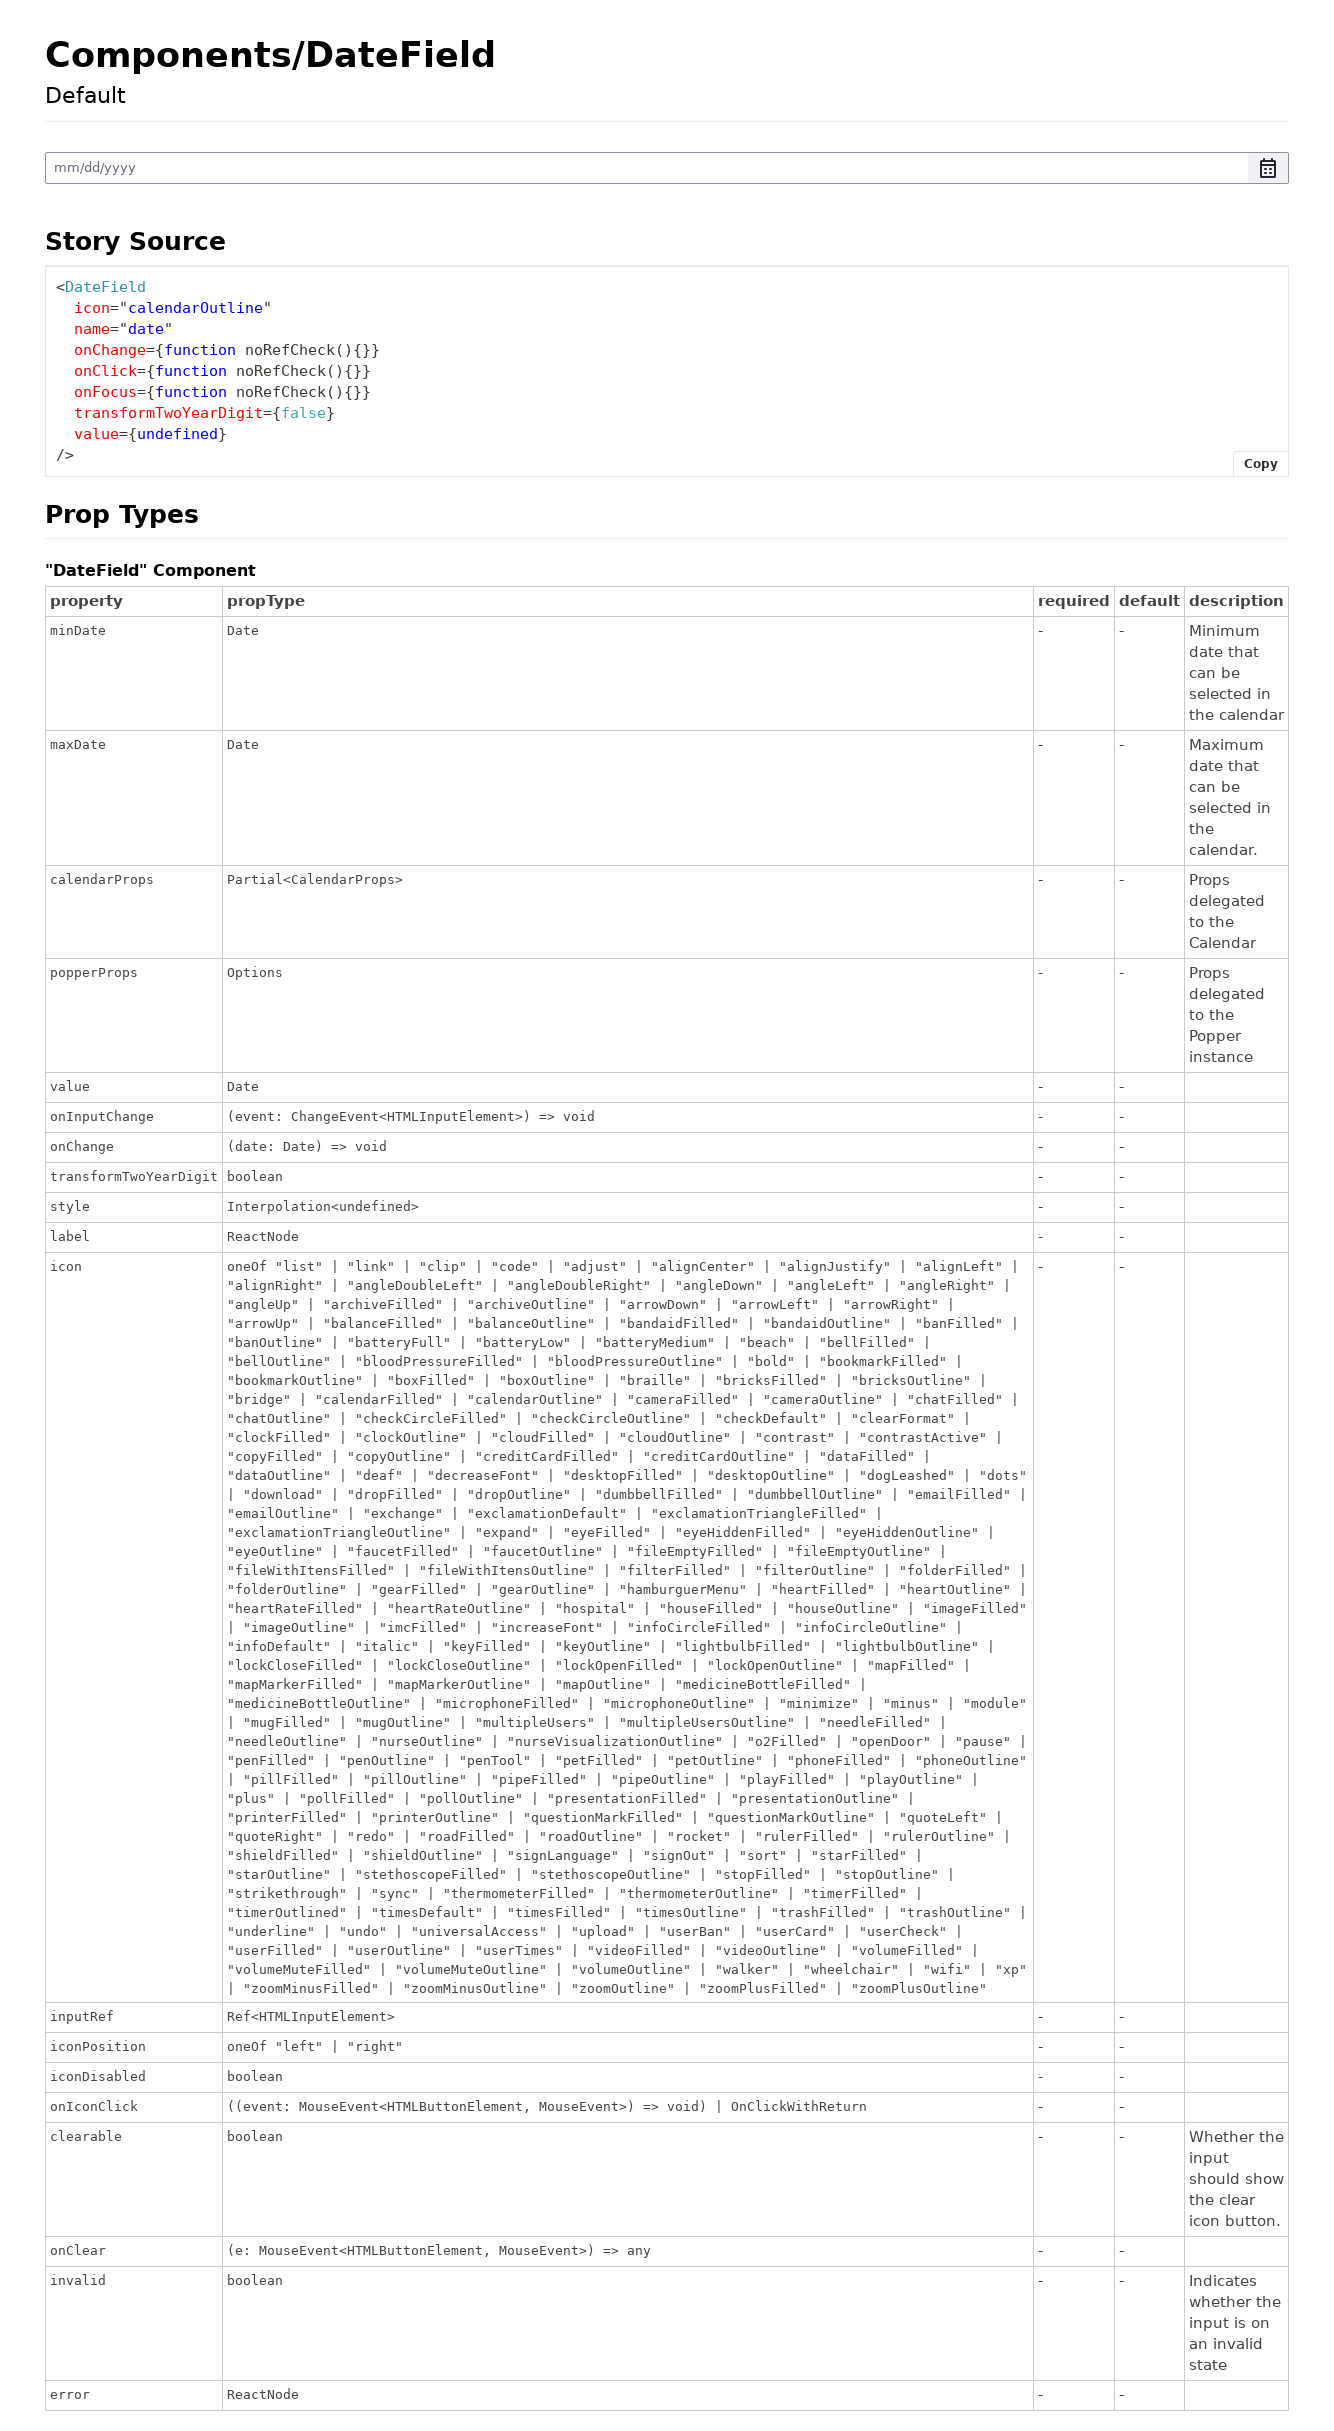 Components/DateField
Default
mm/dd/yyyy
Story Source
<DateField
  icon="calendarOutline"
  name="date"
  onChange={function noRefCheck(){}}
  onClick={function noRefCheck(){}}
  onFocus={function noRefCheck(){}}
  transformTwoYearDigit={false}
  value={undefined}
/>
Copy
Prop Types
"DateField" Component
property propType required default description
minDate Date - - Minimum
date that
can be
selected in
the calendar
maxDate Date - - Maximum
date that
can be
selected in
the
calendar.
calendarProps Partial<CalendarProps> - - Props
delegated
to the
Calendar
popperProps Options - - Props
delegated
to the
Popper
instance
value Date - -
onInputChange (event: ChangeEvent<HTMLInputElement>) => void - -
onChange (date: Date) => void - -
transformTwoYearDigit boolean - -
style Interpolation<undefined> - -
label ReactNode - -
icon oneOf "list" | "link" | "clip" | "code" | "adjust" | "alignCenter" | "alignJustify" | "alignLeft" | - -
"alignRight" | "angleDoubleLeft" | "angleDoubleRight" | "angleDown" | "angleLeft" | "angleRight" |
"angleUp" | "archiveFilled" | "archiveOutline" | "arrowDown" | "arrowLeft" | "arrowRight" |
"arrowUp" | "balanceFilled" | "balanceOutline" | "bandaidFilled" | "bandaidOutline" | "banFilled" |
"banOutline" | "batteryFull" | "batteryLow" | "batteryMedium" | "beach" | "bellFilled" |
"bellOutline" | "bloodPressureFilled" | "bloodPressureOutline" | "bold" | "bookmarkFilled" |
"bookmarkOutline" | "boxFilled" | "boxOutline" | "braille" | "bricksFilled" | "bricksOutline" |
"bridge" | "calendarFilled" | "calendarOutline" | "cameraFilled" | "cameraOutline" | "chatFilled" |
"chatOutline" | "checkCircleFilled" | "checkCircleOutline" | "checkDefault" | "clearFormat" |
"clockFilled" | "clockOutline" | "cloudFilled" | "cloudOutline" | "contrast" | "contrastActive" |
"copyFilled" | "copyOutline" | "creditCardFilled" | "creditCardOutline" | "dataFilled" |
"dataOutline" | "deaf" | "decreaseFont" | "desktopFilled" | "desktopOutline" | "dogLeashed" | "dots"
| "download" | "dropFilled" | "dropOutline" | "dumbbellFilled" | "dumbbellOutline" | "emailFilled" |
"emailOutline" | "exchange" | "exclamationDefault" | "exclamationTriangleFilled" |
"exclamationTriangleOutline" | "expand" | "eyeFilled" | "eyeHiddenFilled" | "eyeHiddenOutline" |
"eyeOutline" | "faucetFilled" | "faucetOutline" | "fileEmptyFilled" | "fileEmptyOutline" |
"fileWithItensFilled" | "fileWithItensOutline" | "filterFilled" | "filterOutline" | "folderFilled" |
"folderOutline" | "gearFilled" | "gearOutline" | "hamburguerMenu" | "heartFilled" | "heartOutline" |
"heartRateFilled" | "heartRateOutline" | "hospital" | "houseFilled" | "houseOutline" | "imageFilled"
| "imageOutline" | "imcFilled" | "increaseFont" | "infoCircleFilled" | "infoCircleOutline" |
"infoDefault" | "italic" | "keyFilled" | "keyOutline" | "lightbulbFilled" | "lightbulbOutline" |
"lockCloseFilled" | "lockCloseOutline" | "lockOpenFilled" | "lockOpenOutline" | "mapFilled" |
"mapMarkerFilled" | "mapMarkerOutline" | "mapOutline" | "medicineBottleFilled" |
"medicineBottleOutline" | "microphoneFilled" | "microphoneOutline" | "minimize" | "minus" | "module"
| "mugFilled" | "mugOutline" | "multipleUsers" | "multipleUsersOutline" | "needleFilled" |
"needleOutline" | "nurseOutline" | "nurseVisualizationOutline" | "o2Filled" | "openDoor" | "pause" |
"penFilled" | "penOutline" | "penTool" | "petFilled" | "petOutline" | "phoneFilled" | "phoneOutline"
| "pillFilled" | "pillOutline" | "pipeFilled" | "pipeOutline" | "playFilled" | "playOutline" |
"plus" | "pollFilled" | "pollOutline" | "presentationFilled" | "presentationOutline" |
"printerFilled" | "printerOutline" | "questionMarkFilled" | "questionMarkOutline" | "quoteLeft" |
"quoteRight" | "redo" | "roadFilled" | "roadOutline" | "rocket" | "rulerFilled" | "rulerOutline" |
"shieldFilled" | "shieldOutline" | "signLanguage" | "signOut" | "sort" | "starFilled" |
"starOutline" | "stethoscopeFilled" | "stethoscopeOutline" | "stopFilled" | "stopOutline" |
"strikethrough" | "sync" | "thermometerFilled" | "thermometerOutline" | "timerFilled" |
"timerOutlined" | "timesDefault" | "timesFilled" | "timesOutline" | "trashFilled" | "trashOutline" |
"underline" | "undo" | "universalAccess" | "upload" | "userBan" | "userCard" | "userCheck" |
"userFilled" | "userOutline" | "userTimes" | "videoFilled" | "videoOutline" | "volumeFilled" |
"volumeMuteFilled" | "volumeMuteOutline" | "volumeOutline" | "walker" | "wheelchair" | "wifi" | "xp"
| "zoomMinusFilled" | "zoomMinusOutline" | "zoomOutline" | "zoomPlusFilled" | "zoomPlusOutline"
inputRef Ref<HTMLInputElement> - -
iconPosition oneOf "left" | "right" - -
iconDisabled boolean - -
onIconClick ((event: MouseEvent<HTMLButtonElement, MouseEvent>) => void) | OnClickWithReturn - -
clearable boolean - - Whether the
input
should show
the clear
icon button.
onClear (e: MouseEvent<HTMLButtonElement, MouseEvent>) => any - -
invalid boolean - - Indicates
whether the
input is on
an invalid
state
error ReactNode - -